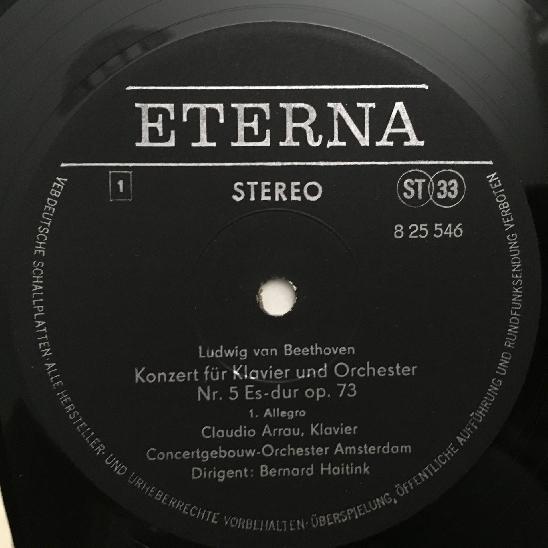 ETERNA
1
STEREO
ST 33
8 25 546
Ludwig van Beethoven
Konzert für Klavier und Orchester
Nr. 5 Es-dur op. 73
1. Allegro
Claudio Arrau, Klavier
Concertgebouw-Orchester Amsterdam
Dirigent: Bernard Haitink
VEB DEUTSCHE SCHALLPLATTEN · ALLE HERSTELLER- UND URHEBERRECHTE VORBEHALTEN · ÜBERSPIELUNG, ÖFFENTLICHE AUFFÜHRUNG UND RUNDFUNKSENDUNG VERBOTEN